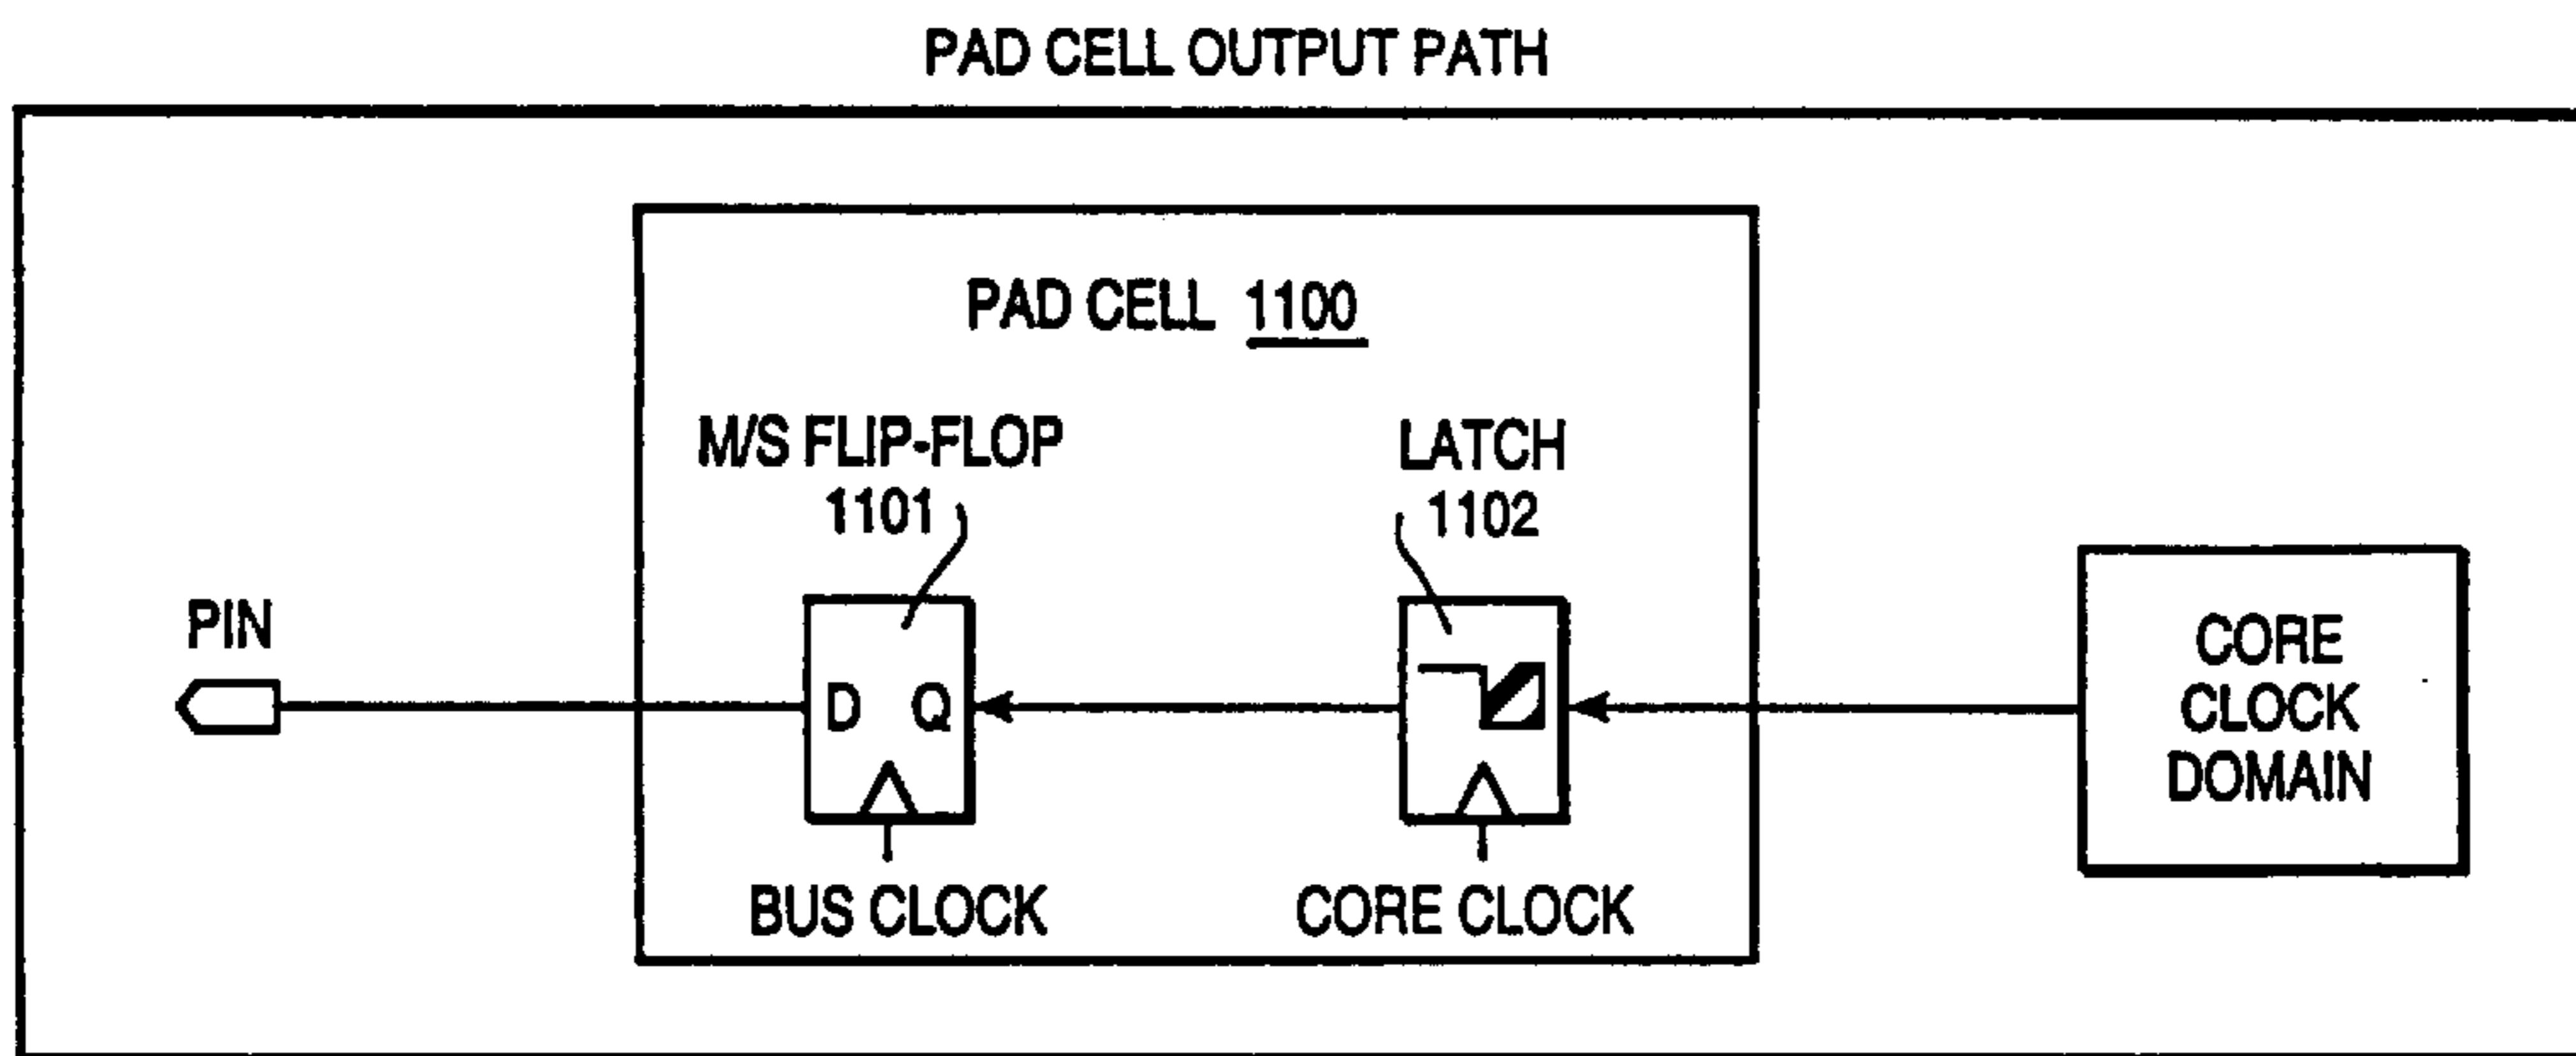 PAD CELL OUTPUT PATH
PAD CELL 1100
M/S FLIP-FLOP
1101
LATCH
1102
PIN
D Q
CORE
CLOCK
DOMAIN
BUS CLOCK
CORE CLOCK